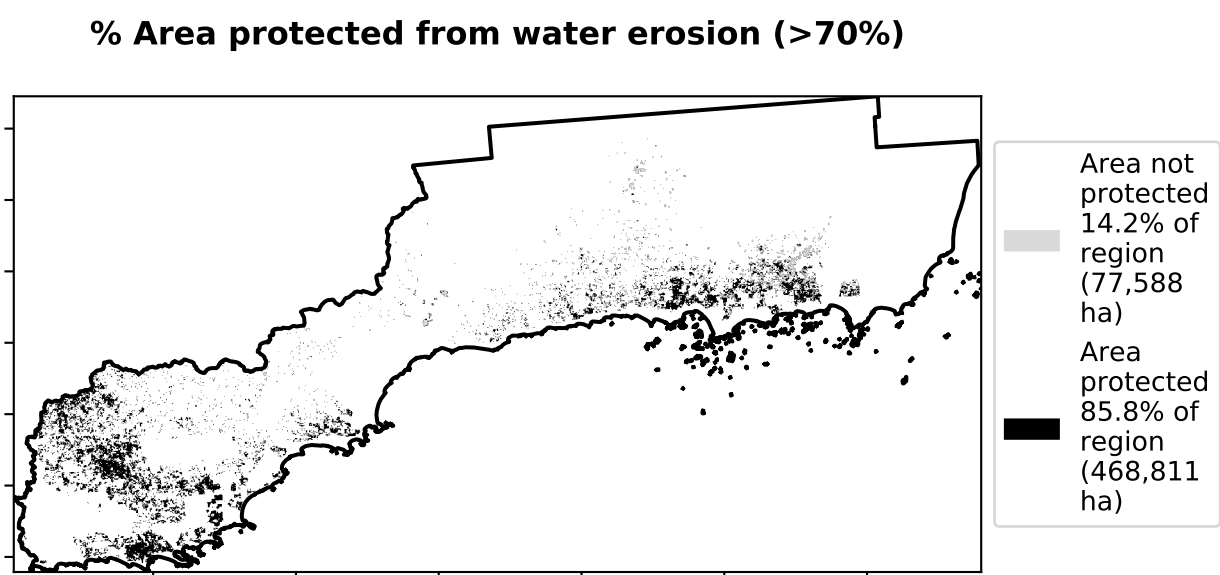 % Area protected from water erosion (>70%)
Area not
protected
14.2% of
region
(77,588
ha)
Area
protected
85.8% of
region
(468,811
ha)